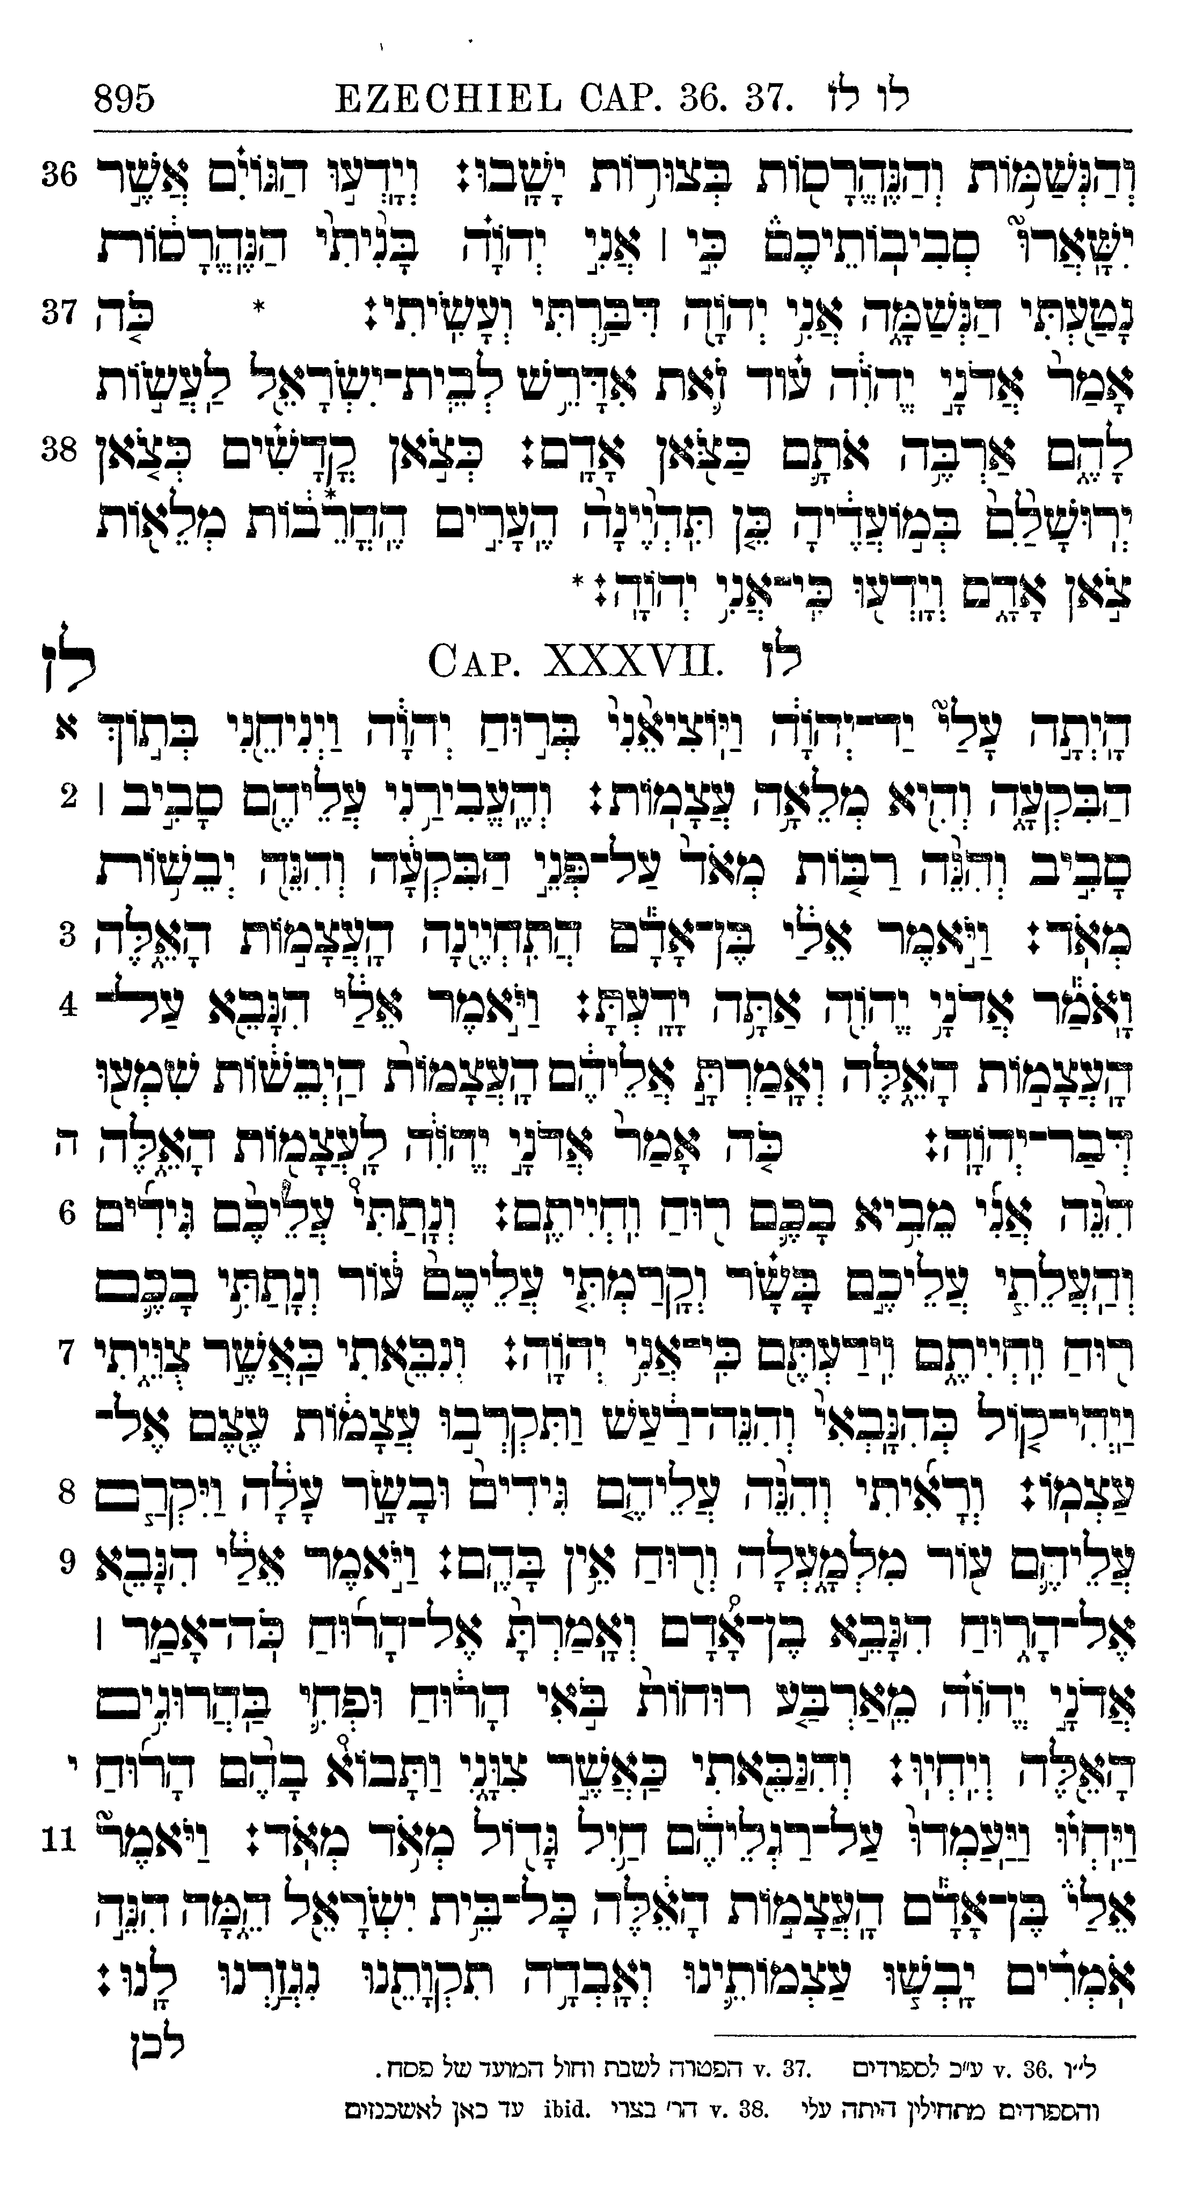 895 EZECHIEL CAP. 36. 37. לו לז
וְהַנְשַׁמּ֥וֹת וְהַנֶּהֱרָס֖וֹת בְּצוּר֥וֹת יָשָֽׁבוּ׃ וְיָדְע֣וּ הַגּוֹיִ֗ם אֲשֶׁ֣ר 36
יִֽשָּׁאֲרוּ֮ סְבִיבֽוֹתֵיכֶם֒ כִּ֣י ׀ אֲנִ֣י יְהוָ֗ה בָּנִ֙יתִי֙ הַנֶּ֣הֱרָס֔וֹת
נָטַ֖עְתִּי הַנְּשַׁמָּ֑ה אֲנִ֥י יְהוָ֖ה דִּבַּ֥רְתִּי וְעָשִֽׂיתִי׃ * כֹּ֤ה 37
אָמַר֙ אֲדֹנָ֣י יֱהוִ֔ה ע֗וֹד זֹ֛את אִדָּרֵ֥שׁ לְבֵֽית־יִשְׂרָאֵ֖ל לַעֲשׂ֣וֹת
לָהֶ֑ם אַרְבֶּ֥ה אֹתָ֛ם כַּצֹּ֖אן אָדָֽם׃ כְּצֹ֣אן קֳדָשִׁ֗ים כְּצֹ֤אן 38
יְרֽוּשָׁלִַ֙ם֙ בְּמ֣וֹעֲדֶ֔יהָ כֵּ֤ן תִּהְיֶ֙ינָה֙ הֶעָרִ֣ים הֶחֳרֵב֔וֹת* מְלֵא֖וֹת
צֹ֣אן אָדָ֑ם וְיָדְע֖וּ כִּֽי־אֲנִ֥י יְהוָֽה׃*
לז CAP. XXXVII. לז
הָיְתָ֣ה עָלַי֮ יַד־יְהוָה֒ וַיּוֹצִאֵ֤נִי בְר֙וּחַ֙ יְהוָ֔ה וַיְנִיחֵ֖נִי בְּת֣וֹךְ א
הַבִּקְעָ֑ה וְהִ֖יא מְלֵאָ֥ה עֲצָמֽוֹת׃ וְהֶעֱבִירַ֥נִי עֲלֵיהֶ֖ם סָבִ֣יב ׀ 2
סָבִ֑יב וְהִנֵּ֨ה רַבּ֤וֹת מְאֹד֙ עַל־פְּנֵ֣י הַבִּקְעָ֔ה וְהִנֵּ֖ה יְבֵשׁ֥וֹת
מְאֹֽד׃ וַיֹּ֣אמֶר אֵלַ֔י בֶּן־אָדָ֕ם הֲתִחְיֶ֖ינָה הָעֲצָמ֣וֹת הָאֵ֑לֶּה 3
וָאֹמַ֕ר אֲדֹנָ֥י יֱהוִ֖ה אַתָּ֥ה יָדָֽעְתָּ׃ וַיֹּ֣אמֶר אֵלַ֔י הִנָּבֵ֖א עַל־ 4
הָעֲצָמ֣וֹת הָאֵ֑לֶּה וְאָמַרְתָּ֣ אֲלֵיהֶ֔ם הָעֲצָמוֹת֙ הַיְבֵשׁ֔וֹת שִׁמְע֖וּ
דְּבַר־יְהוָֽה׃ כֹּ֤ה אָמַר֙ אֲדֹנָ֣י יֱהוִ֔ה לָעֲצָמ֖וֹת הָאֵ֑לֶּה ה
הִנֵּ֨ה אֲנִ֜י מֵבִ֥יא בָכֶ֛ם ר֖וּחַ וִחְיִיתֶֽם׃ וְנָתַתִּי֩ עֲלֵיכֶ֨ם גִּידִ֜ים 6
וְֽהַעֲלֵתִ֧י עֲלֵיכֶ֣ם בָּשָׂ֗ר וְקָרַמְתִּ֤י עֲלֵיכֶם֙ ע֔וֹר וְנָתַתִּ֥י בָכֶ֛ם
ר֖וּחַ וִחְיִיתֶ֑ם וִידַעְתֶּ֖ם כִּֽי־אֲנִ֥י יְהוָֽה׃ וְנִבֵּ֖אתִי כַּאֲשֶׁ֣ר צֻוֵּ֑יתִי 7
וַֽיְהִי־ק֤וֹל כְּהִנָּֽבְאִי֙ וְהִנֵּה־רַ֔עַשׁ וַתִּקְרְב֣וּ עֲצָמ֔וֹת עֶ֖צֶם אֶל־
עַצְמֽוֹ׃ וְרָאִ֜יתִי וְהִנֵּֽה עֲלֵיהֶ֤ם גִּידִים֙ וּבָשָׂ֣ר עָלָ֔ה וַיִּקְרַ֧ם 8
עֲלֵיהֶ֛ם ע֖וֹר מִלְמָ֑עְלָה וְר֖וּחַ אֵ֥ין בָּהֶֽם׃ וַיֹּ֣אמֶר אֵלַ֔י הִנָּבֵ֖א 9
אֶל־הָר֑וּחַ הִנָּבֵ֣א בֶן־אָ֠דָם וְאָמַרְתָּ֨ אֶל־הָר֜וּחַ כֹּה־אָמַ֣ר ׀
אֲדֹנָ֣י יֱהוִ֗ה מֵאַרְבַּ֤ע רוּחוֹת֙ בֹּ֣אִי הָר֔וּחַ וּפְחִ֛י בַּהֲרוּגִ֥ים
הָאֵ֖לֶּה וְיִֽחְיֽוּ׃ וְהִנַּבֵּ֖אתִי כַּאֲשֶׁ֣ר צִוָּ֑נִי וַתָּבוֹא֩ בָהֶ֨ם הָר֜וּחַ י
וַיִּֽחְי֗וּ וַיַּֽעַמְדוּ֙ עַל־רַגְלֵיהֶ֔ם חַ֖יִל גָּד֥וֹל מְאֹד מְאֹֽד׃ וַיֹּאמֶר֮ 11
אֵלַי֒ בֶּן־אָדָ֕ם הָעֲצָמ֣וֹת הָאֵ֔לֶּה כָּל־בֵּ֥ית יִשְׂרָאֵ֖ל הֵ֑מָּה הִנֵּ֣ה
אֹמְרִ֗ים יָבְשׁ֧וּ עַצְמוֹתֵ֛ינוּ וְאָבְדָ֥ה תִקְוָתֵ֖נוּ נִגְזַ֥רְנוּ לָֽנוּ׃
לכן
v. 36. ל״ו ע״כ לספרדים v. 37. הפטרה לשבת וחול המועד של פסח.
והספרדים מתחילין היתה עלי v. 38. הר׳ בצרי ibid. עד כאן לאשכנזים